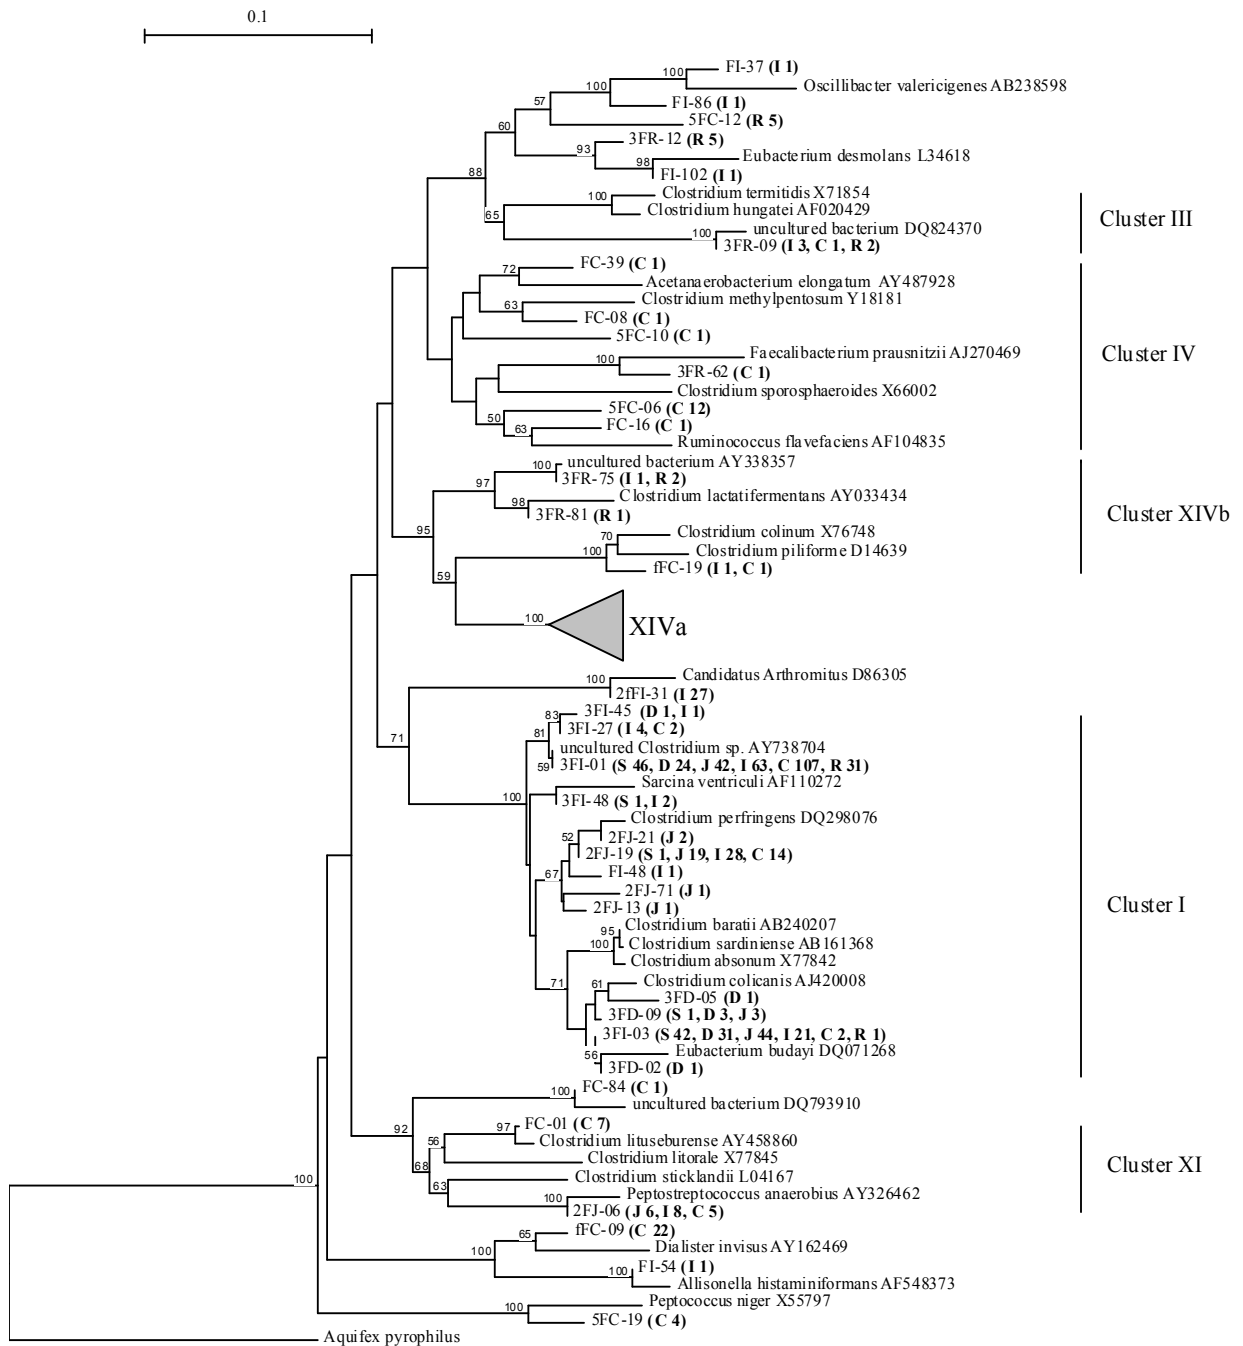 0.1
100
FI-37 (I 1)
Oscillibacter valericigenes AB238598
100
57
FI-86 (I 1)
5FC-12 (R 5)
60
3FR-12 (R 5)
93
Eubacterium desmolans L34618
98
FI-102 (I 1)
88
Clostridium termitidis X71854
100
Clostridium hungatei AF020429
65
uncultured bacterium DQ824370
100
3FR-09 (I 3, C 1, R 2)
Cluster III
FC-39 (C 1)
72
Acetanaerobacterium elongatum AY487928
Clostridium methylpentosum Y18181
63
FC-08 (C 1)
5FC-10 (C 1)
Faecalibacterium prausnitzii AJ270469
100
3FR-62 (C 1)
Cluster IV
Clostridium sporosphaeroides X66002
5FC-06 (C 12)
50
FC-16 (C 1)
63
Ruminococcus flavefaciens AF104835
uncultured bacterium AY338357
100
3FR-75 (I 1, R 2)
97
Clostridium lactatifermentans AY033434
98
3FR-81 (R 1)
Cluster XIVb
95
Clostridium colinum X76748
70
Clostridium piliforme D14639
100
fFC-19 (I 1, C 1)
59
100
XIVa
Candidatus Arthromitus D86305
100
2fFI-31 (I 27)
71
3FI-45 (D 1, I 1)
83
3FI-27 (I 4, C 2)
81
uncultured Clostridium sp. AY738704
59
3FI-01 (S 46, D 24, J 42, I 63, C 107, R 31)
Sarcina ventriculi AF110272
100
3FI-48 (S 1, I 2)
Clostridium perfringens DQ298076
52
2FJ-21 (J 2)
2FJ-19 (S 1, J 19, I 28, C 14)
67
FI-48 (I 1)
2FJ-71 (J 1)
2FJ-13 (J 1)
Cluster I
Clostridium baratii AB240207
95
Clostridium sardiniense AB161368
100
Clostridium absonum X77842
71
Clostridium colicanis AJ420008
61
3FD-05 (D 1)
3FD-09 (S 1, D 3, J 3)
3FI-03 (S 42, D 31, J 44, I 21, C 2, R 1)
Eubacterium budayi DQ071268
56
3FD-02 (D 1)
FC-84 (C 1)
100
uncultured bacterium DQ793910
92
FC-01 (C 7)
97
Clostridium lituseburense AY458860
56
Clostridium litorale X77845
68
Cluster XI
Clostridium sticklandii L04167
63
Peptostreptococcus anaerobius AY326462
100
2FJ-06 (J 6, I 8, C 5)
100
fFC-09 (C 22)
65
Dialister invisus AY162469
100
FI-54 (I 1)
100
Allisonella histaminiformans AF548373
Peptococcus niger X55797
100
5FC-19 (C 4)
Aquifex pyrophilus